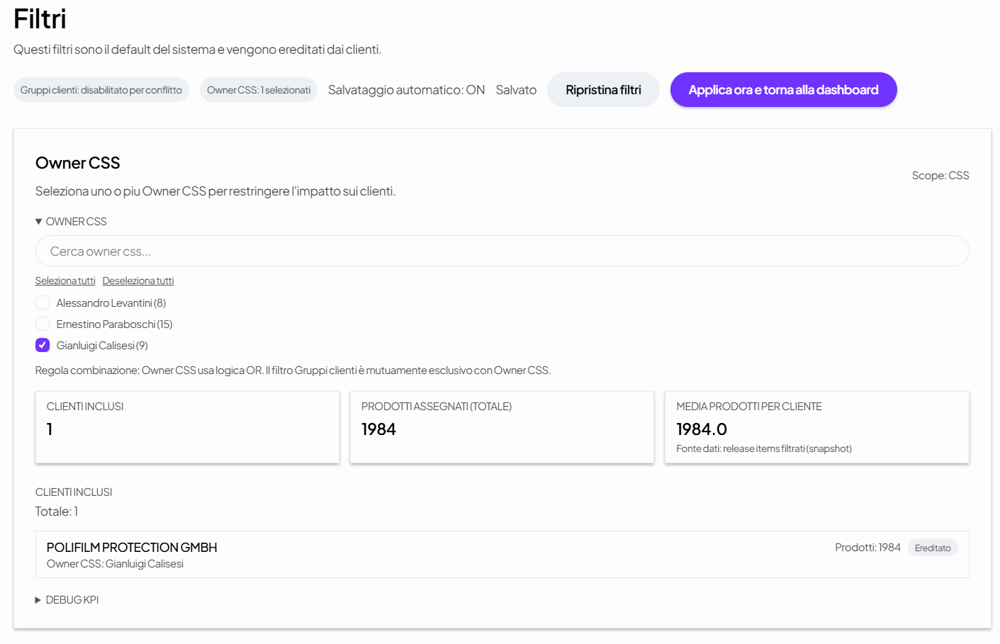 Filtri
Questi filtri sono il default del sistema e vengono ereditati dai clienti.
Gruppi clienti: disabilitato per conflitto
Owner CSS: 1 selezionati
Salvataggio automatico: ON
Salvato
Ripristina filtri
Applica ora e torna alla dashboard
Owner CSS
Scope: CSS
Seleziona uno o piu Owner CSS per restringere l'impatto sui clienti.
OWNER CSS
Cerca owner css...
Seleziona tutti
Deseleziona tutti
Alessandro Levantini (8)
Ernestino Paraboschi (15)
Gianluigi Calisesi (9)
Regola combinazione: Owner CSS usa logica OR. Il filtro Gruppi clienti è mutuamente esclusivo con Owner CSS.
CLIENTI INCLUSI
1
PRODOTTI ASSEGNATI (TOTALE)
1984
MEDIA PRODOTTI PER CLIENTE
1984.0
Fonte dati: release items filtrati (snapshot)
CLIENTI INCLUSI
Totale: 1
POLIFILM PROTECTION GMBH
Prodotti: 1984
Ereditato
Owner CSS: Gianluigi Calisesi
DEBUG KPI